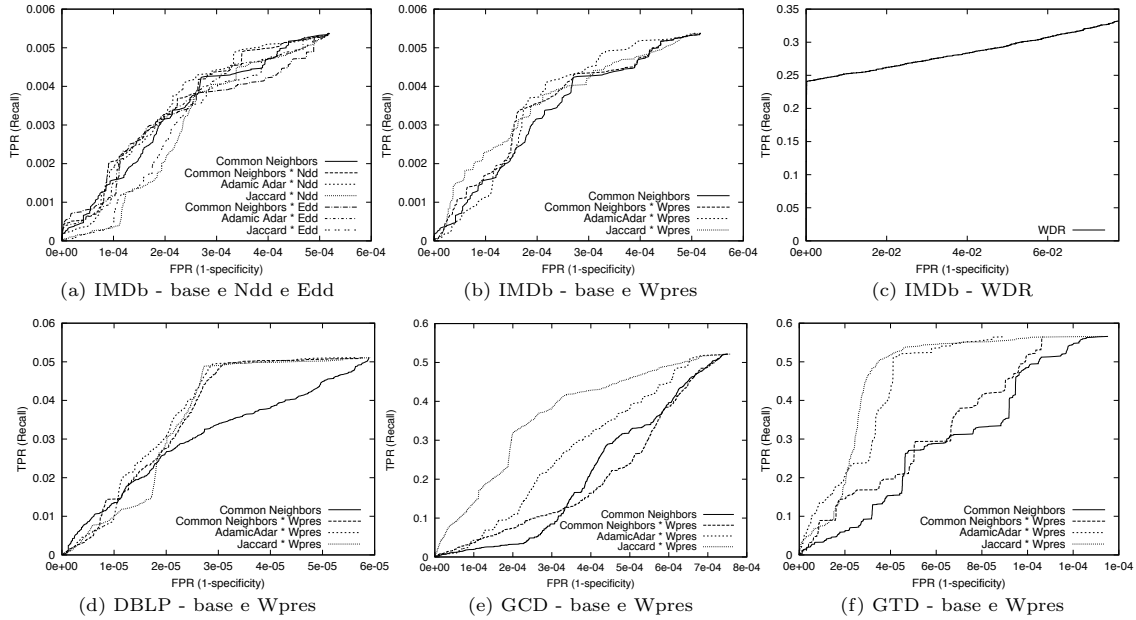 0.006
0.005
0.004
0.003
0.002
0.001
0
TPR (Recall)
Common Neighbors
Common Neighbors * Ndd
Adamic Adar * Ndd
Jaccard * Ndd
Common Neighbors * Edd
Adamic Adar * Edd
Jaccard * Edd
0e+00 1e-04 2e-04 3e-04 4e-04 5e-04 6e-04
FPR (1-specificity)
(a) IMDb - base e Ndd e Edd
0.006
0.005
0.004
0.003
0.002
0.001
0
TPR (Recall)
Common Neighbors
Common Neighbors * Wpres
AdamicAdar * Wpres
Jaccard * Wpres
0e+00 1e-04 2e-04 3e-04 4e-04 5e-04 6e-04
FPR (1-specificity)
(b) IMDb - base e Wpres
0.35
0.3
0.25
0.2
0.15
0.1
0.05
0
TPR (Recall)
WDR
0e+00 2e-02 4e-02 6e-02
FPR (1-specificity)
(c) IMDb - WDR
0.06
0.05
0.04
0.03
0.02
0.01
0
TPR (Recall)
Common Neighbors
Common Neighbors * Wpres
AdamicAdar * Wpres
Jaccard * Wpres
0e+00 1e-05 2e-05 3e-05 4e-05 5e-05 6e-05
FPR (1-specificity)
(d) DBLP - base e Wpres
0.6
0.5
0.4
0.3
0.2
0.1
0
TPR (Recall)
Common Neighbors
Common Neighbors * Wpres
AdamicAdar * Wpres
Jaccard * Wpres
0e+00 1e-04 2e-04 3e-04 4e-04 5e-04 6e-04 7e-04
FPR (1-specificity)
(e) GCD - base e Wpres
0.6
0.5
0.4
0.3
0.2
0.1
0
TPR (Recall)
Common Neighbors
Common Neighbors * Wpres
AdamicAdar * Wpres
Jaccard * Wpres
0e+00 2e-05 4e-05 6e-05 8e-05 1e-04 1e-04 1e-04
FPR (1-specificity)
(f) GTD - base e Wpres